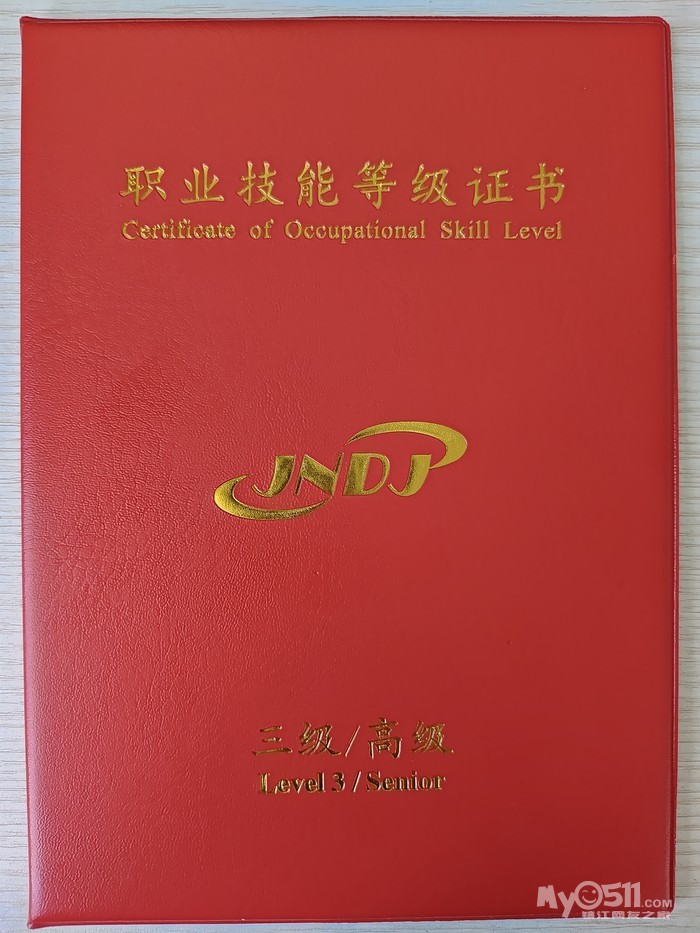 职业技能等级证书
Certificate of Occupational Skill Level
JNDJ
三级/高级
Level 3 / Senior
My0511.COM
镇江网友之家